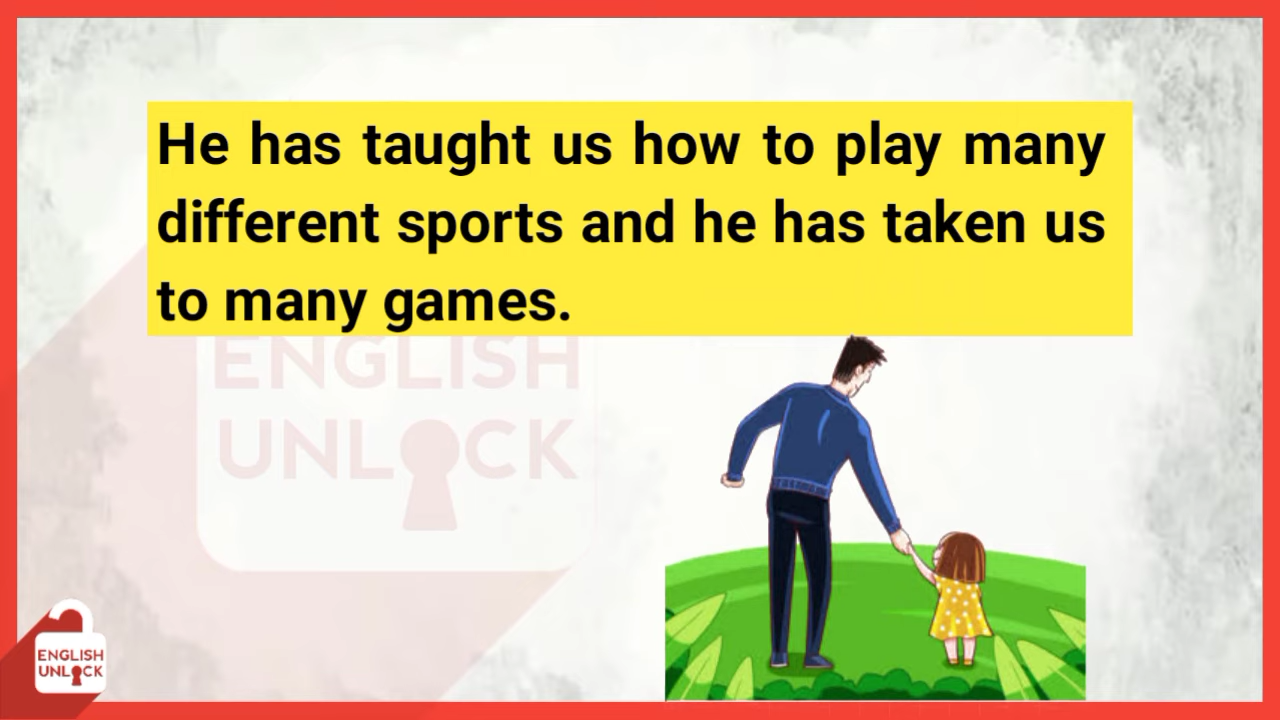 He has taught us how to play many
different sports and he has taken us
to many games.
ENGLISH
UNLOCK
ENGLISH
UNLOCK